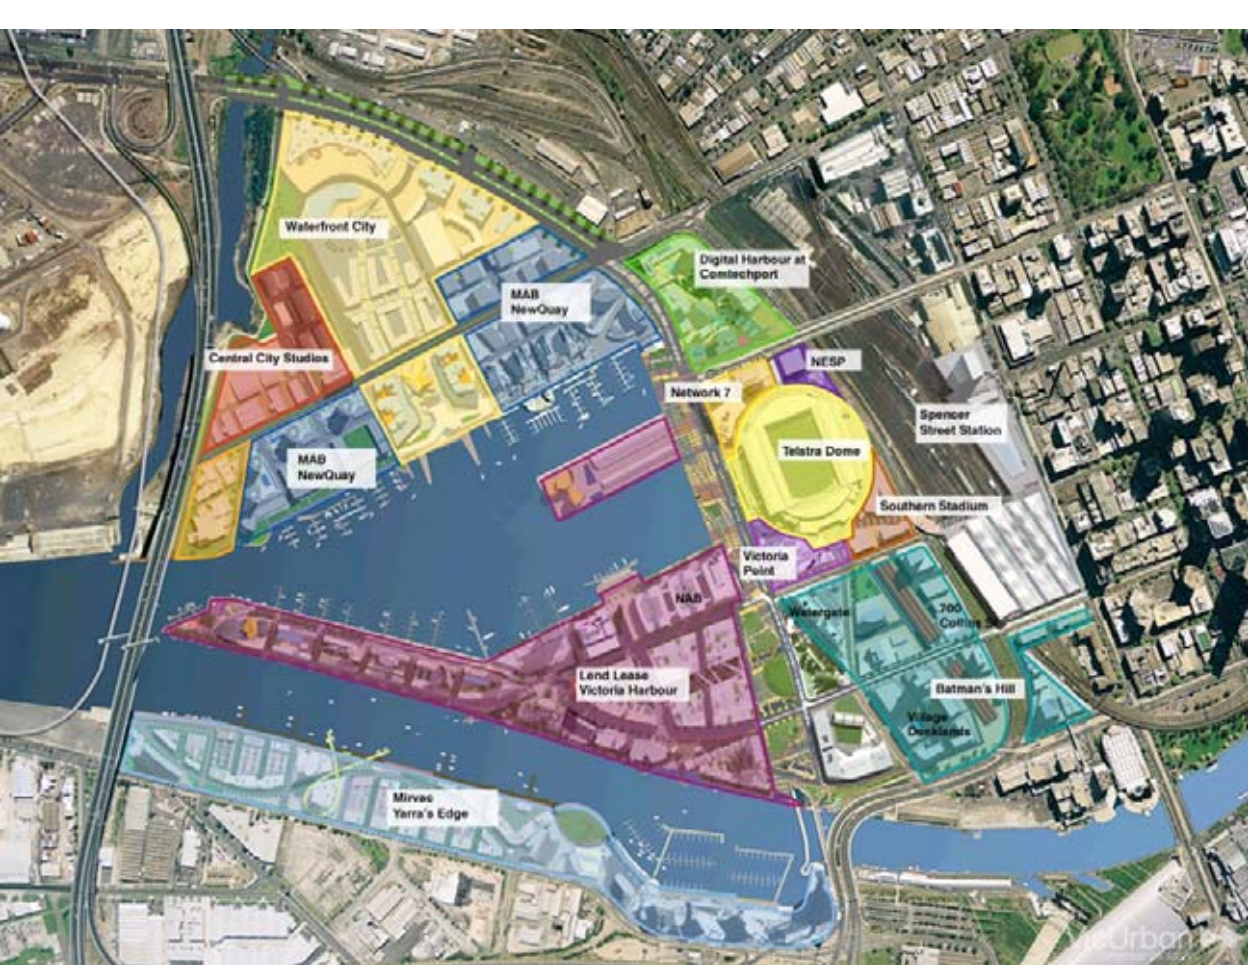 Waterfront City
Digital Harbour at
Comtechport
MAB
NewQuay
Central City Studios
NESP
Network 7
Spencer
Street Station
Telstra Dome
MAB
NewQuay
Southern Stadium
Victoria
Point
NAB
Watergate
700
Collins St
Lend Lease
Victoria Harbour
Batman's Hill
Village
Docklands
Mirvac
Yarra's Edge
VicUrban